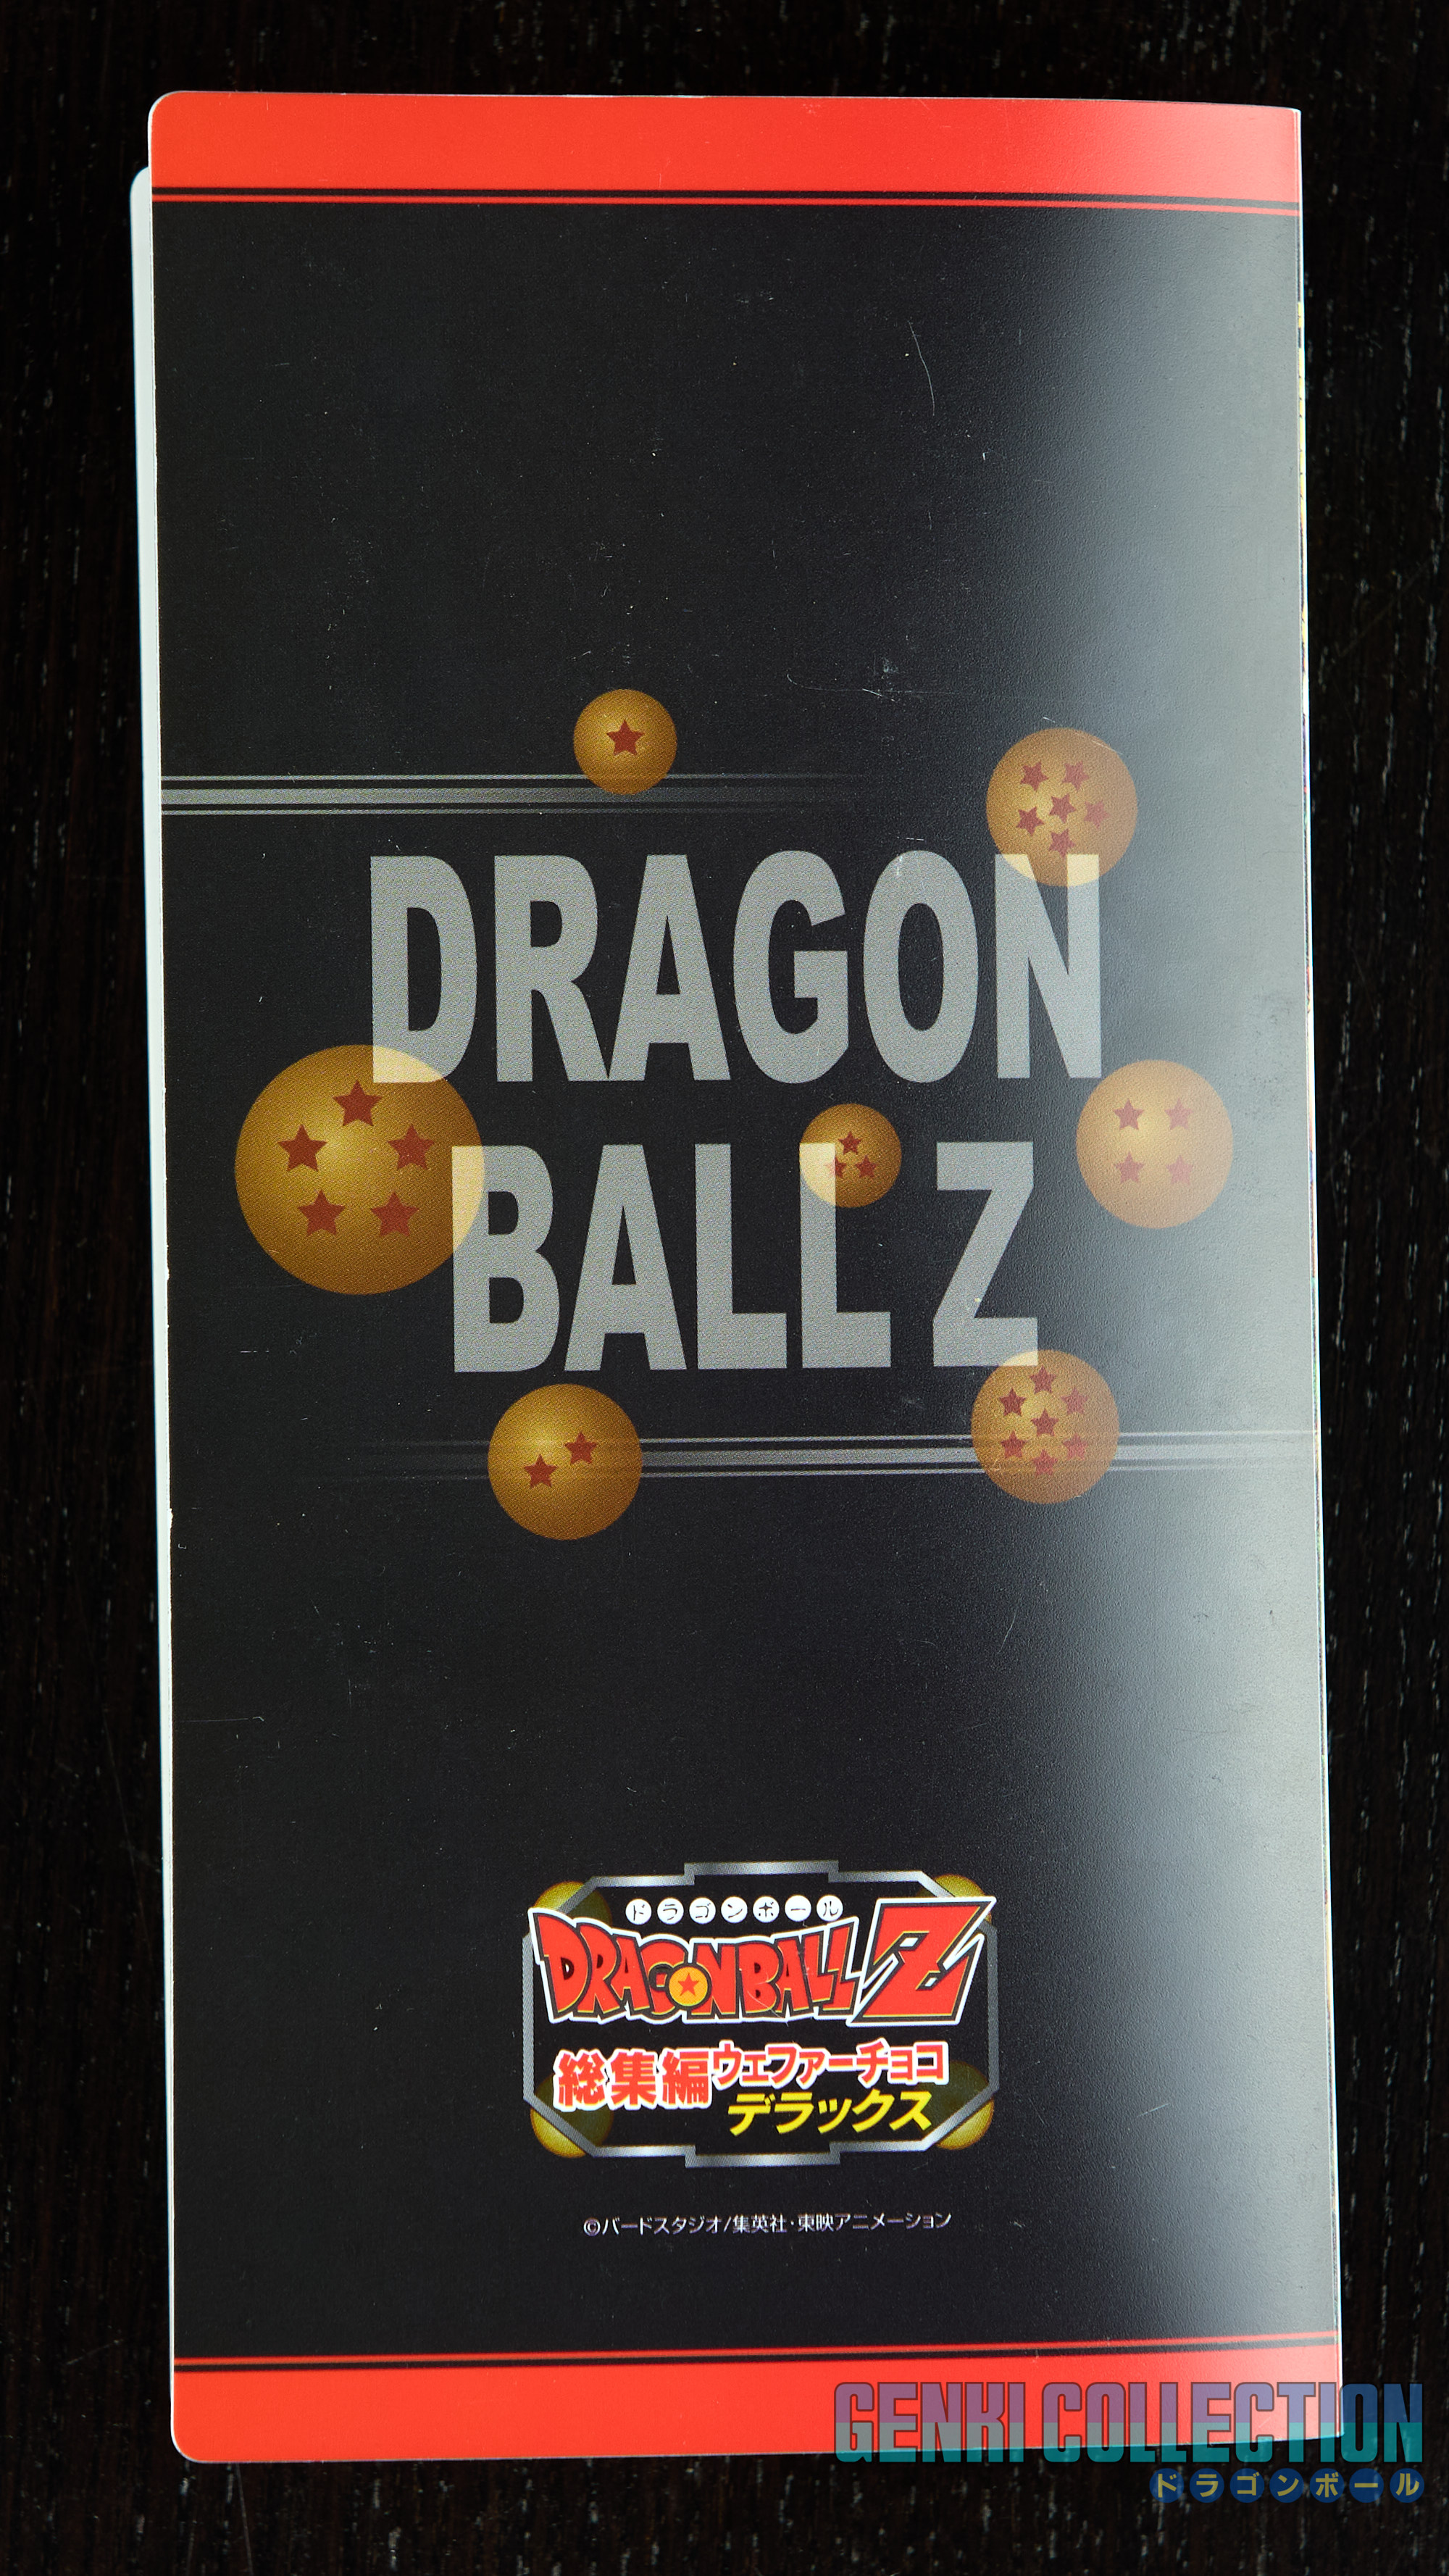 DRAGON
BALL Z
ドラゴンボール
DRAGONBALL Z
総集編ウエファーチョコ
デラックス
©バードスタジオ/集英社・東映アニメーション
GENKI COLLECTION
ドラゴンボール